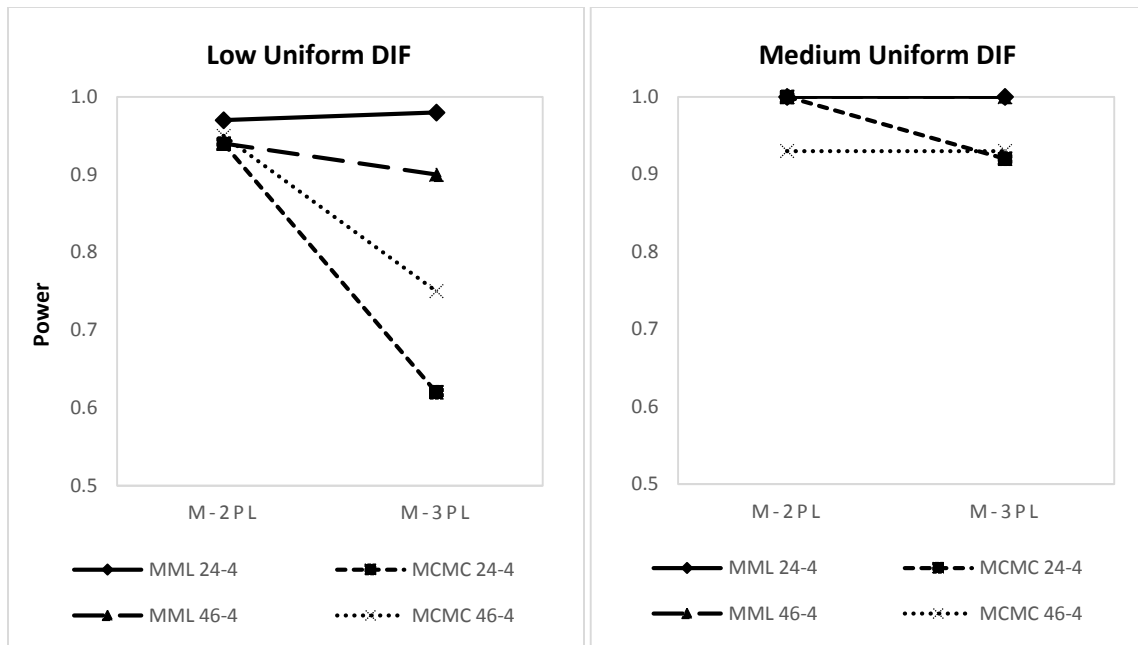 Low Uniform DIF
Power
1.0
0.9
0.8
0.7
0.6
0.5
M-2PL M-3PL
MML 24-4 MCMC 24-4
MML 46-4 MCMC 46-4
Medium Uniform DIF
1.0
0.9
0.8
0.7
0.6
0.5
M-2PL M-3PL
MML 24-4 MCMC 24-4
MML 46-4 MCMC 46-4